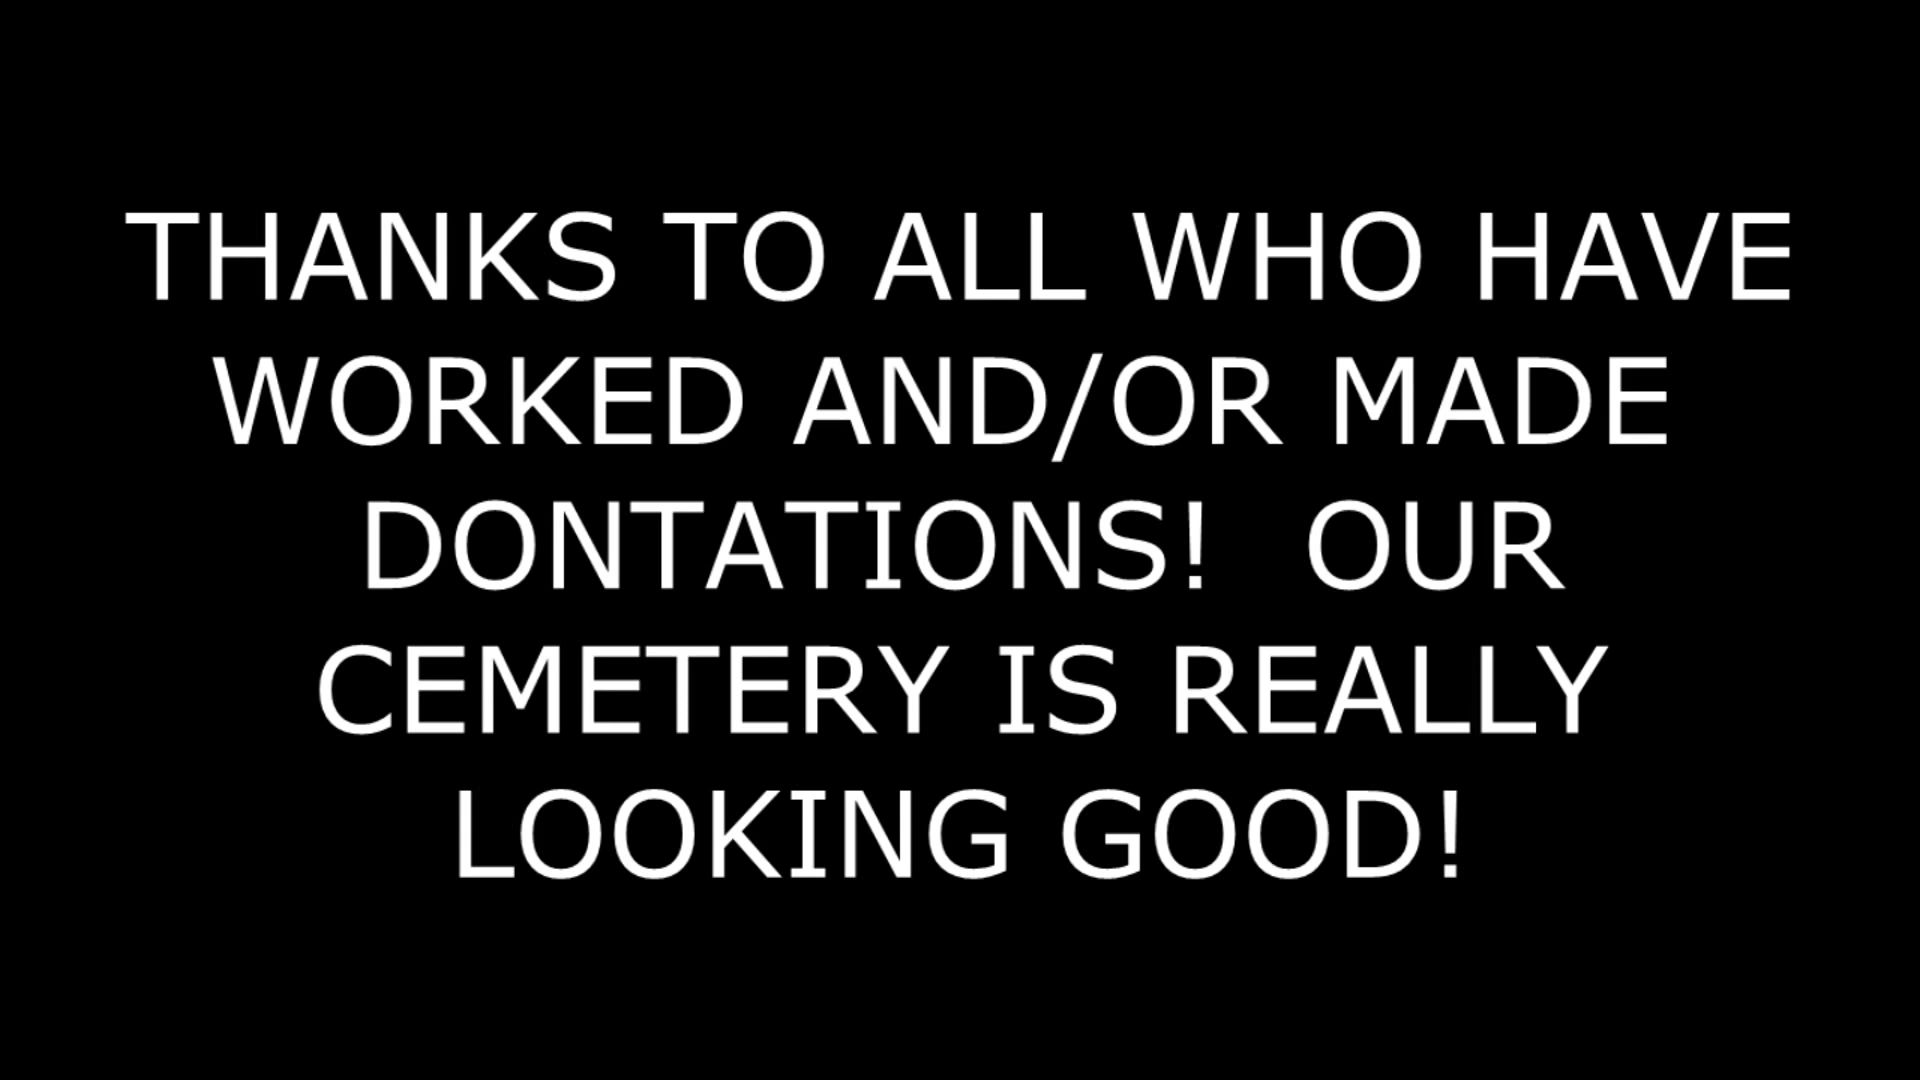 THANKS TO ALL WHO HAVE
WORKED AND/OR MADE
DONTATIONS!  OUR
CEMETERY IS REALLY
LOOKING GOOD!